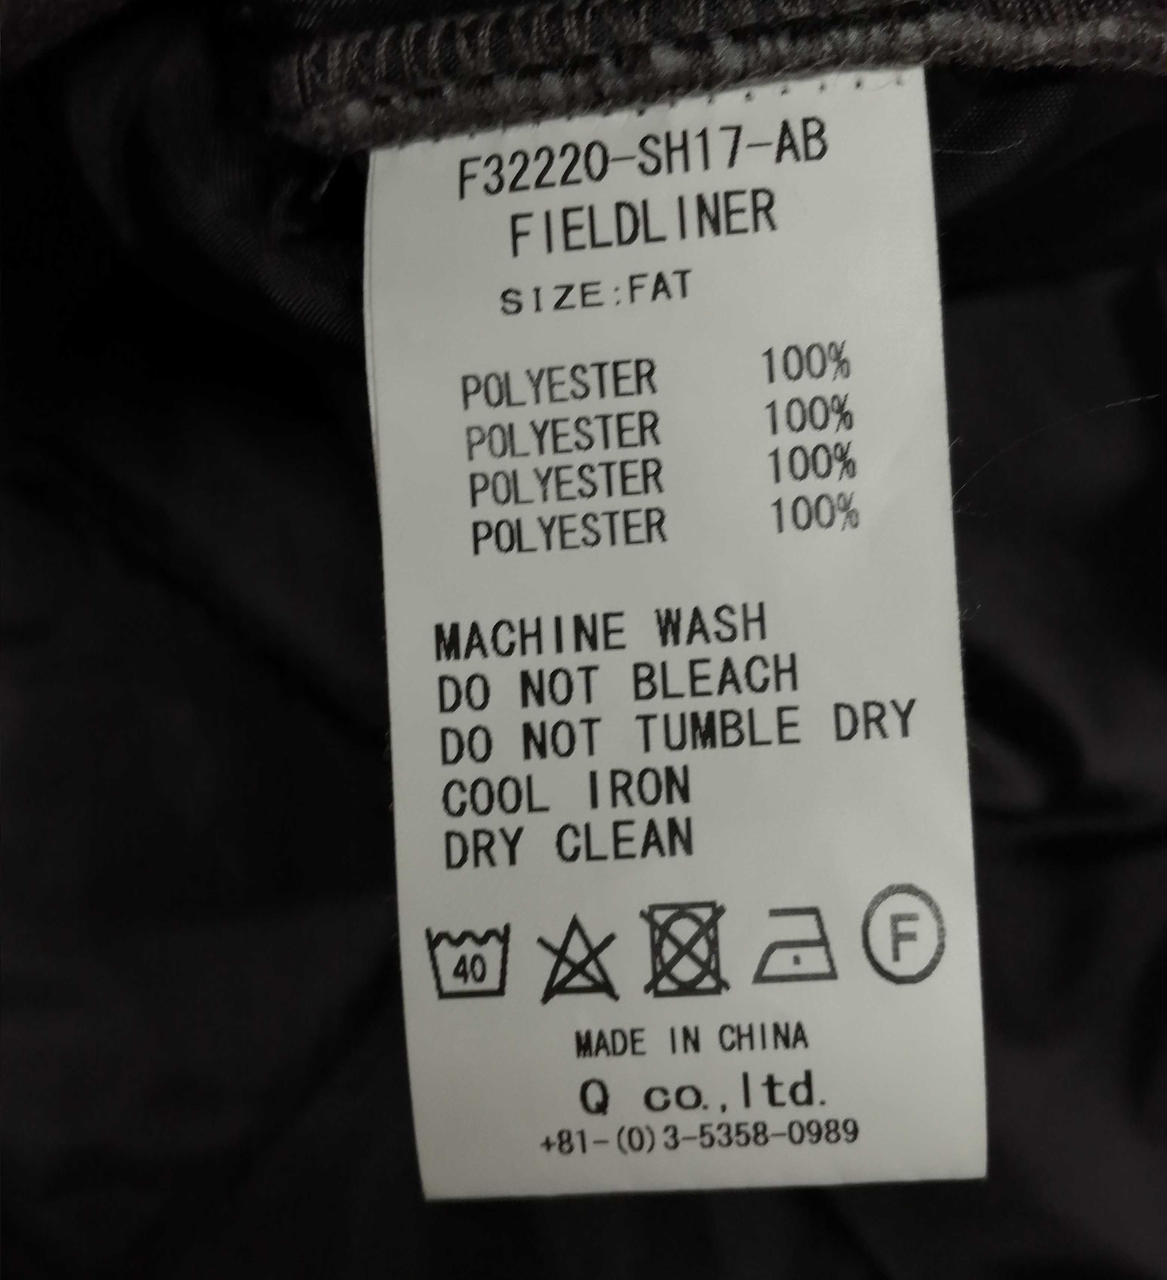 F32220-SH17-AB
FIELDLINER
SIZE:FAT
POLYESTER 100%
POLYESTER 100%
POLYESTER 100%
POLYESTER 100%
MACHINE WASH
DO NOT BLEACH
DO NOT TUMBLE DRY
COOL IRON
DRY CLEAN
40 F
MADE IN CHINA
Q co.,ltd.
+81-(0)3-5358-0989